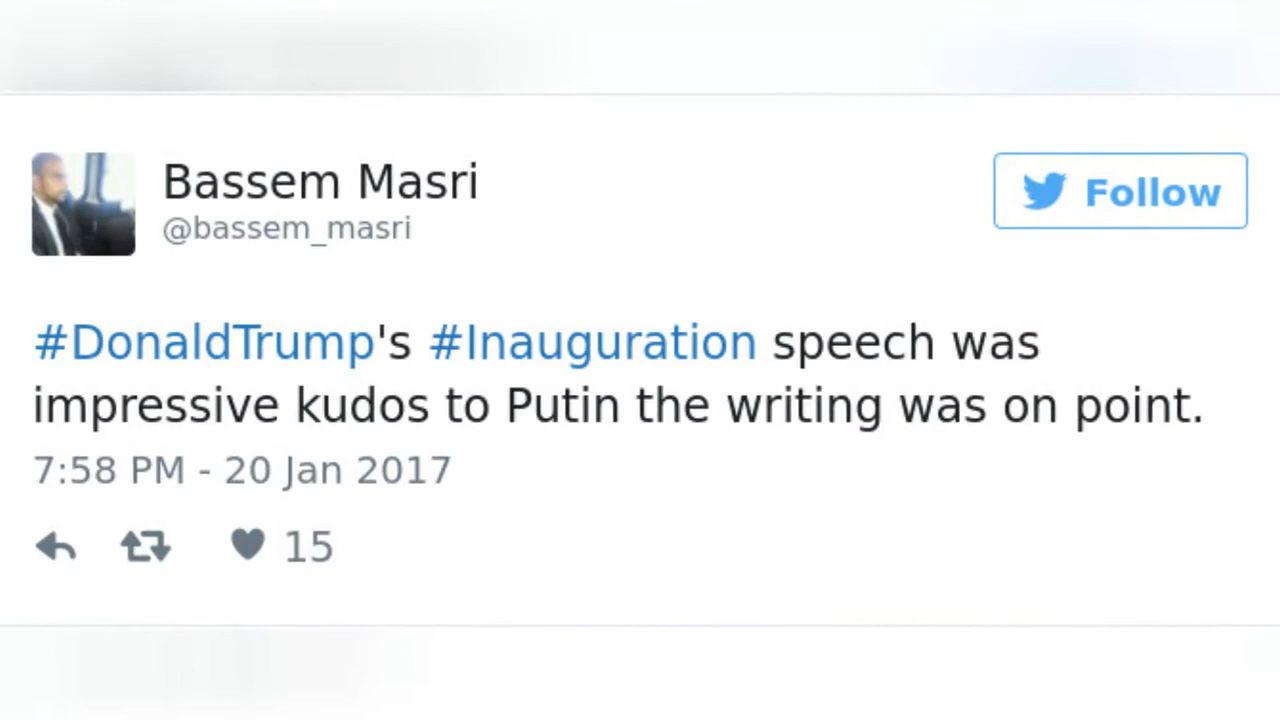 Bassem Masri
@bassem_masri
Follow
#DonaldTrump's #Inauguration speech was
impressive kudos to Putin the writing was on point.
7:58 PM - 20 Jan 2017
15